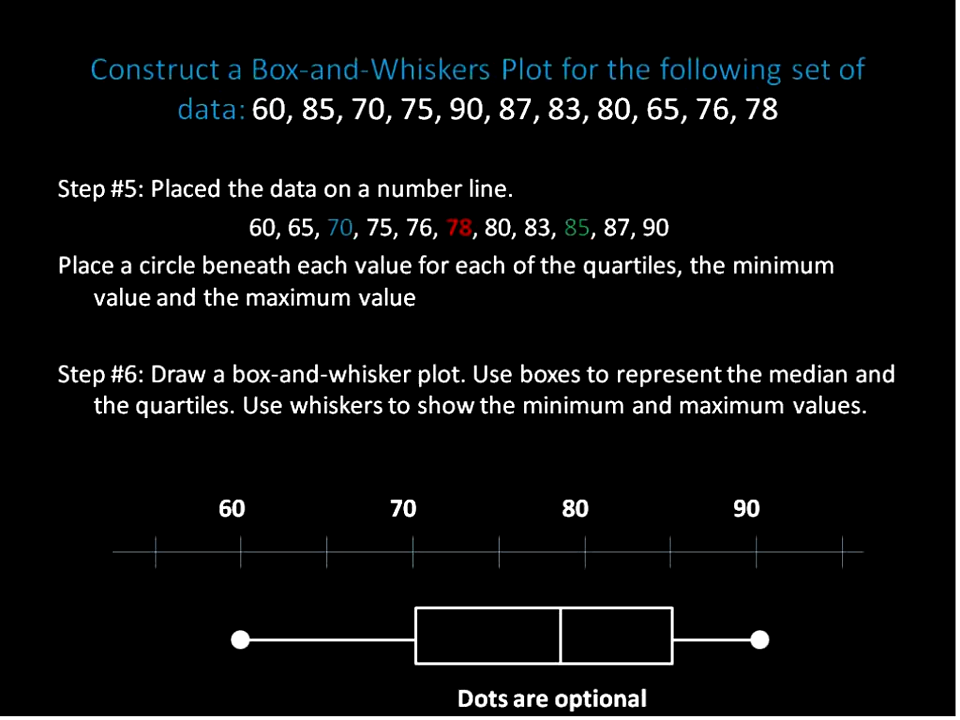 Construct a Box-and-Whiskers Plot for the following set of
data: 60, 85, 70, 75, 90, 87, 83, 80, 65, 76, 78
Step #5: Placed the data on a number line.
60, 65, 70, 75, 76, 78, 80, 83, 85, 87, 90
Place a circle beneath each value for each of the quartiles, the minimum
value and the maximum value
Step #6: Draw a box-and-whisker plot. Use boxes to represent the median and
the quartiles. Use whiskers to show the minimum and maximum values.
60 70 80 90
Dots are optional